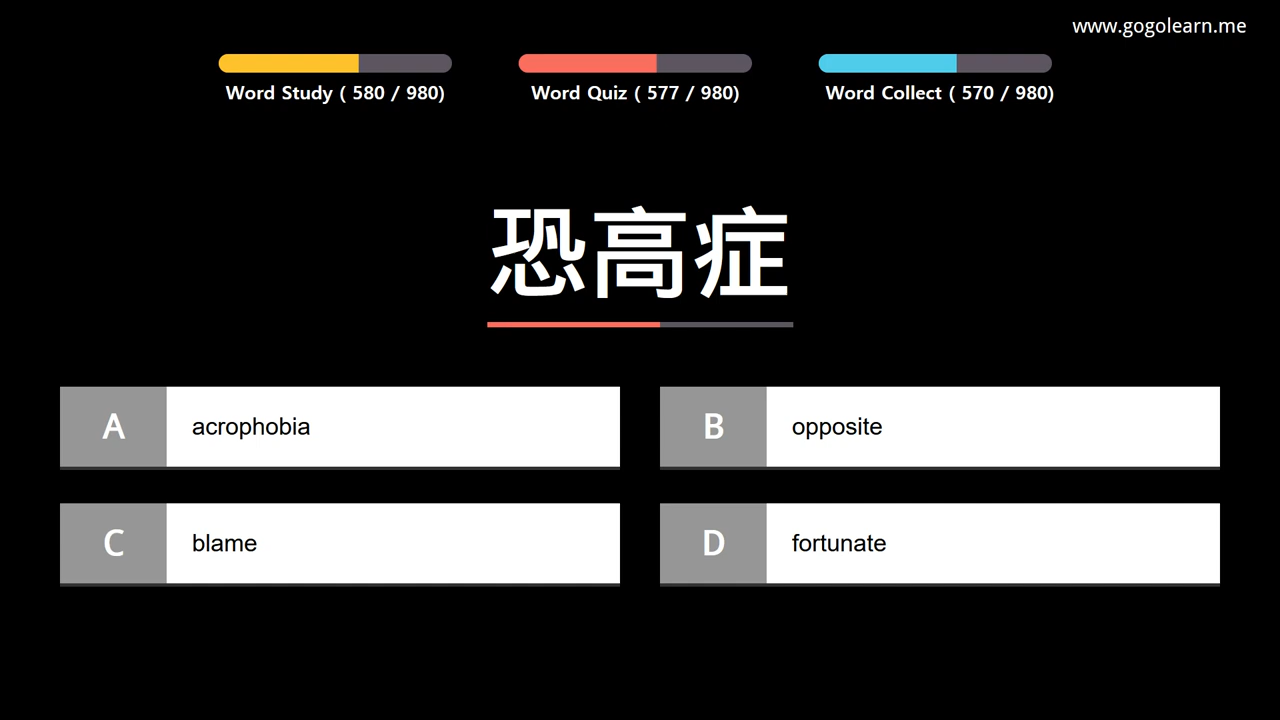 www.gogolearn.me
Word Study ( 580 / 980)
Word Quiz ( 577 / 980)
Word Collect ( 570 / 980)
恐高症
A acrophobia
B opposite
C blame
D fortunate